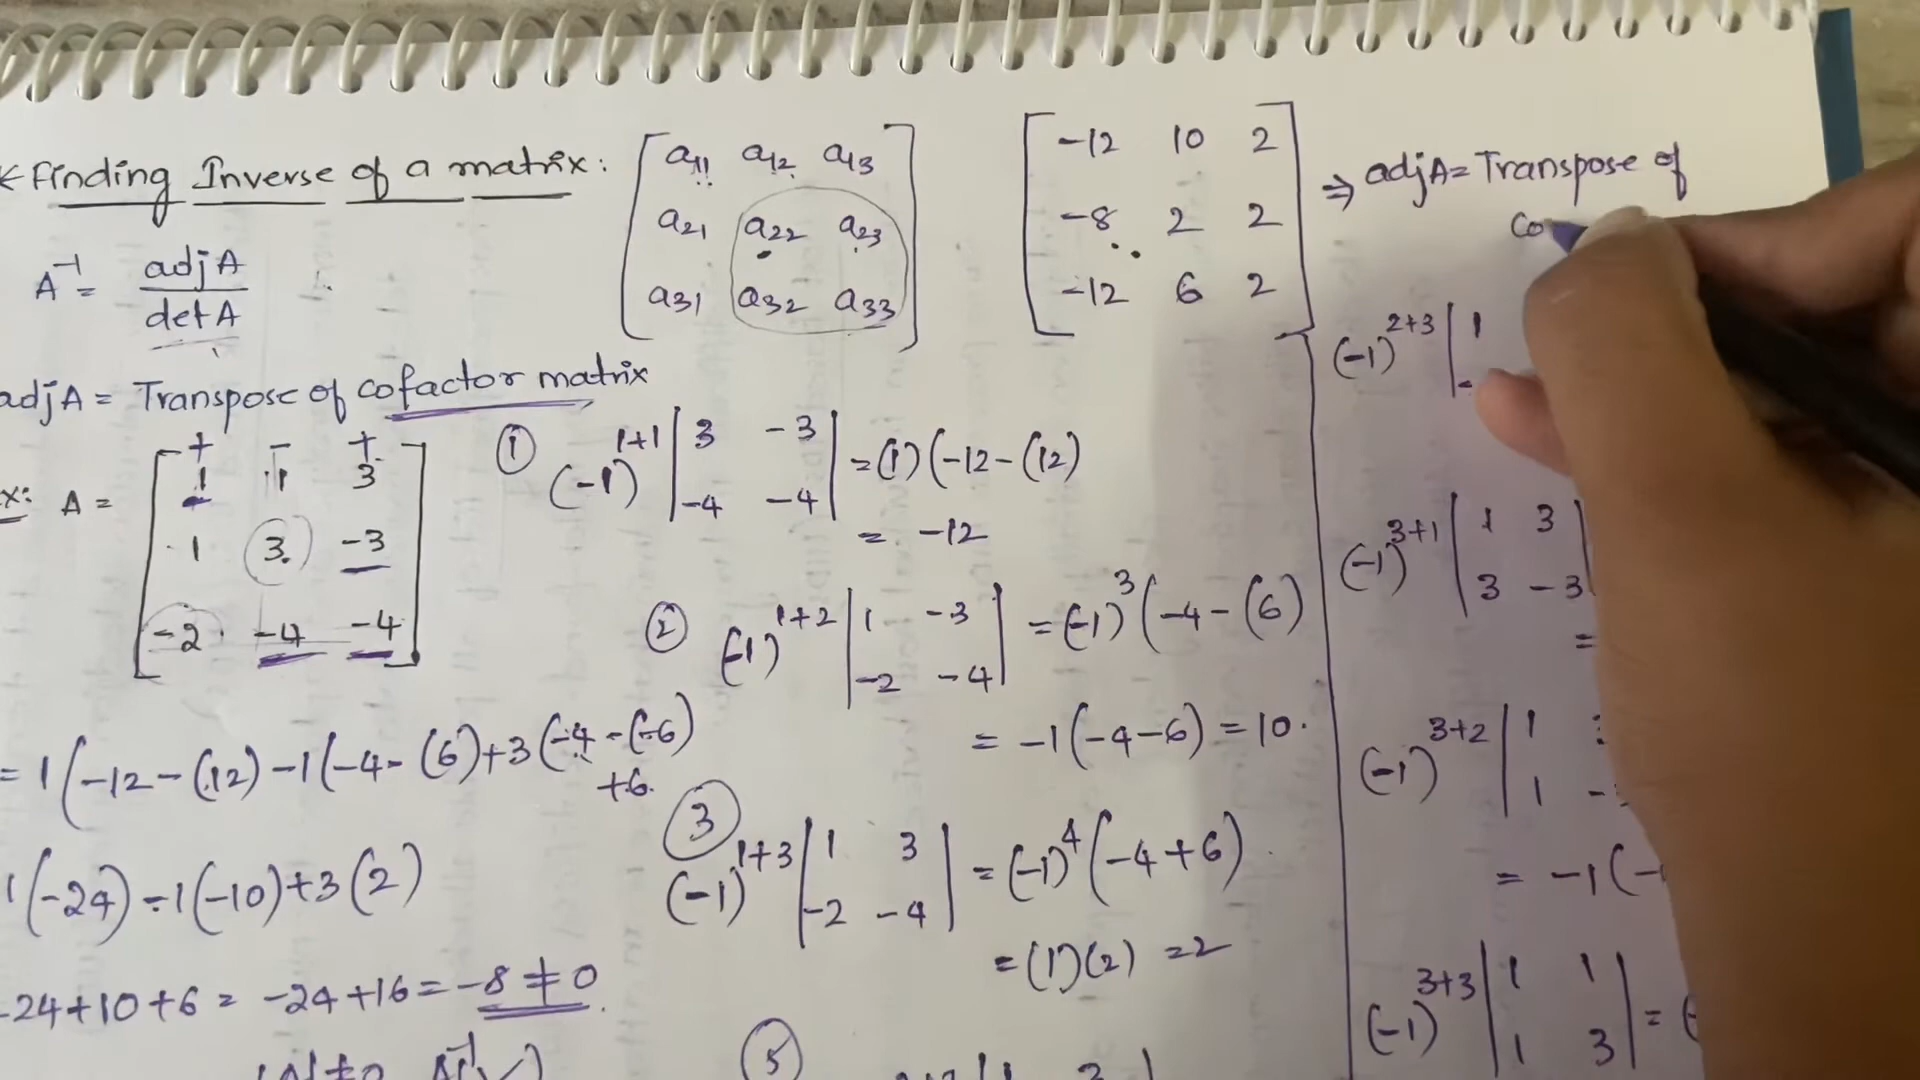 Finding Inverse of a matrix:
A⁻¹ = adjA / detA
a11 a12 a13
a21 a22 a23
a31 a32 a33
-12 10 2
-8 2 2
-12 6 2
⇒ adjA = Transpose of
Co
adjA = Transpose of cofactor matrix
+ - +
x: A =
1 1 3
1 3 -3
-2 -4 -4
= 1(-12-(12)-1(-4-(6)+3(-4-(-6)
+6.
1(-24)-1(-10)+3(2)
-24+10+6 = -24+16 = -8 ≠ 0
① (-1)^1+1 | 3 -3 |
| -4 -4 | = (1)(-12-(12)
= -12
② (-1)^1+2 | 1 -3 |
| -2 -4 | = (-1)^3 (-4-(6)
= -1(-4-6) = 10.
③ (-1)^1+3 | 1 3 |
| -2 -4 | = (-1)^4 (-4+6)
= (1)(2) = 2
⑤
(-1)^2+3 | 1
(-1)^3+1 | 1 3 |
| 3 -3 |
=
(-1)^3+2 | 1
| 1 -
= -1(-
(-1)^3+3 | 1 1 |
| 1 3 | = (